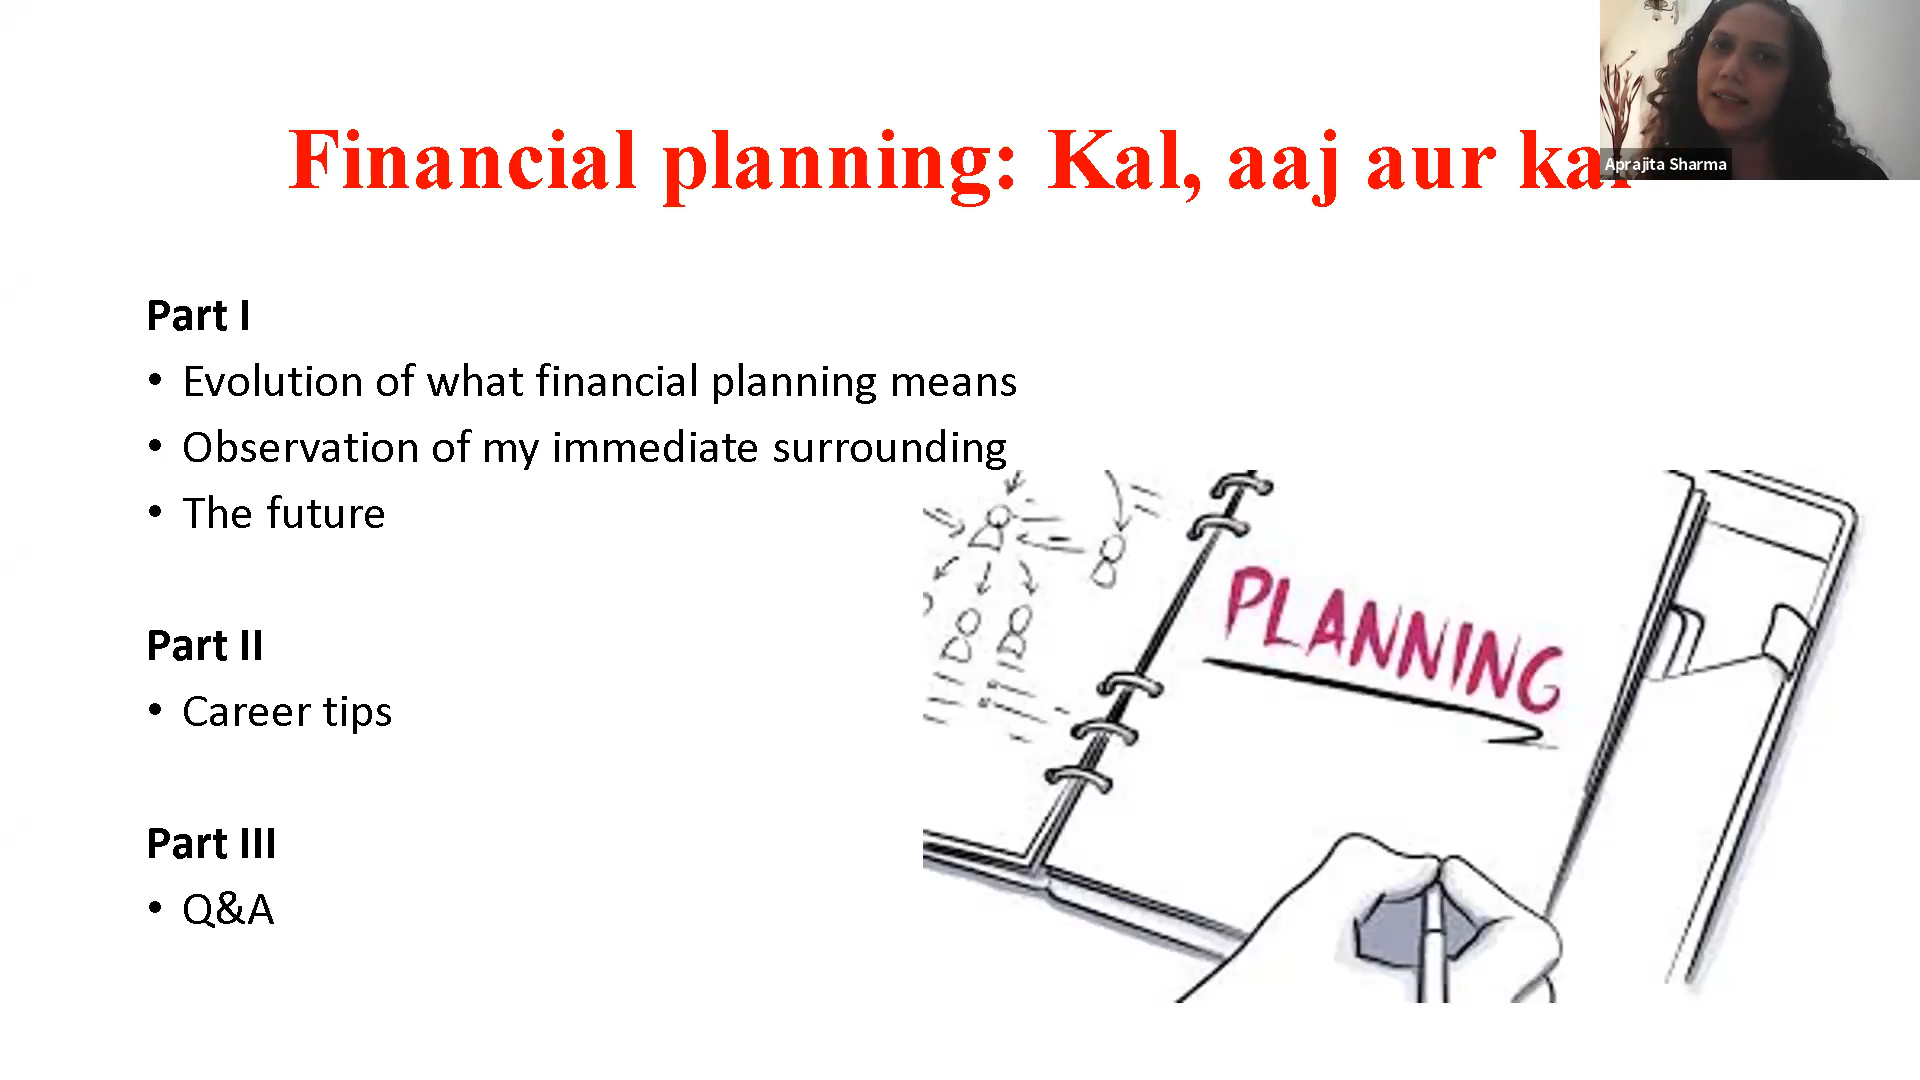 Financial planning: Kal, aaj aur kal
Aprajita Sharma
Part I
• Evolution of what financial planning means
• Observation of my immediate surrounding
• The future
Part II
• Career tips
Part III
• Q&A
PLANNING